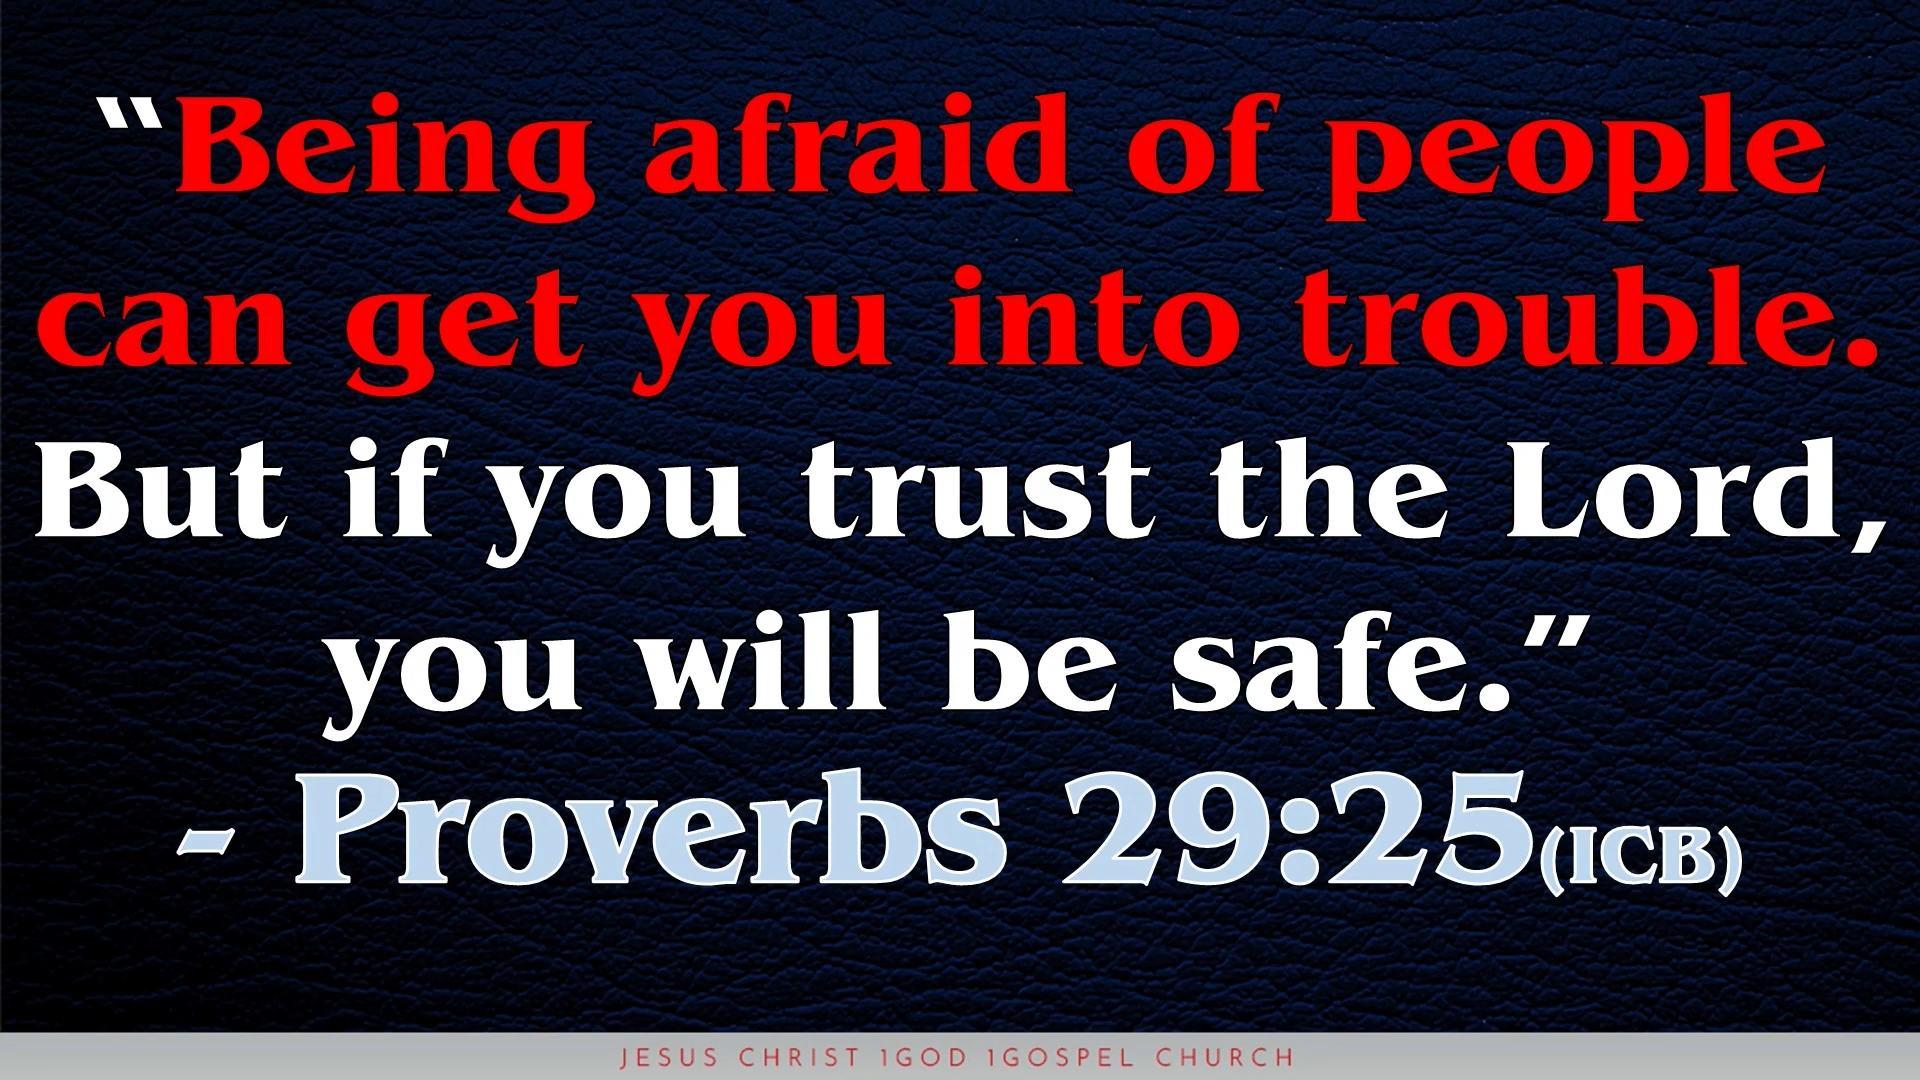 “Being afraid of people
can get you into trouble.
But if you trust the Lord,
you will be safe.”
- Proverbs 29:25(ICB)
JESUS CHRIST 1GOD 1GOSPEL CHURCH